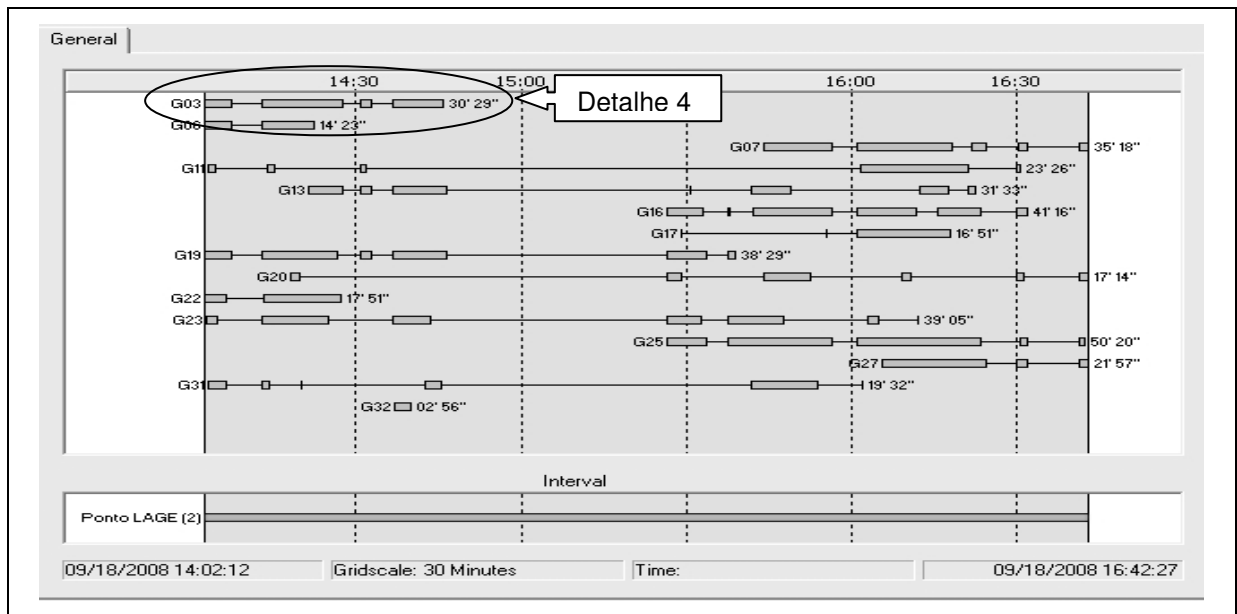 General
14:30 15:00 16:00 16:30
Detalhe 4
G03 30' 29"
G06 14' 23"
G07 35' 18"
G11 23' 26"
G13 31' 33"
G16 41' 16"
G17 16' 51"
G19 38' 29"
G20 17' 14"
G22 17' 51"
G23 39' 05"
G25 50' 20"
G27 21' 57"
G31 19' 32"
G32 02' 56"
Interval
Ponto LAGE (2)
09/18/2008 14:02:12 Gridscale: 30 Minutes Time: 09/18/2008 16:42:27